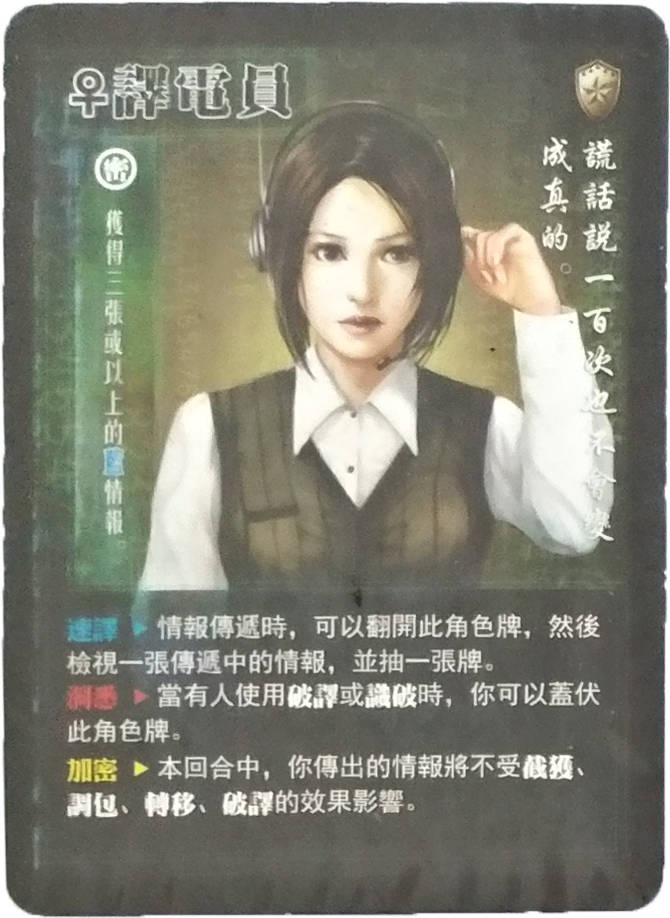 ♀譯電員
密
獲得三張或以上的藍情報。
謊話説一百次也不會變
成真的。
速譯 ▶ 情報傳遞時，可以翻開此角色牌，然後
檢視一張傳遞中的情報，並抽一張牌。
洞悉 ▶ 當有人使用破譯或識破時，你可以蓋伏
此角色牌。
加密 ▶ 本回合中，你傳出的情報將不受截獲、
調包、轉移、破譯的效果影響。